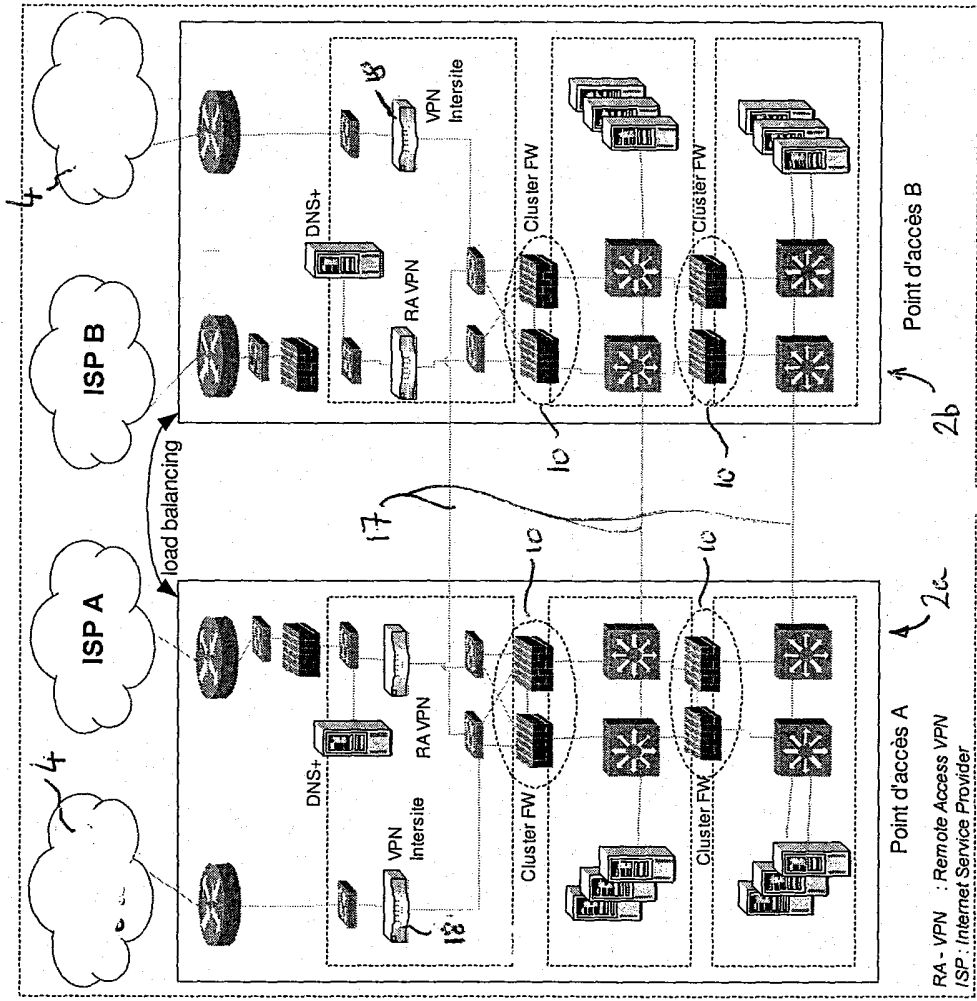 4
4
ISP A
ISP B
load balancing
DNS+
DNS+
18
RA VPN
VPN
Intersite
RA VPN
VPN
Intersite
18
17
Cluster FW
10
10
Cluster FW
Cluster FW
10
10
Cluster FW
Point d'accès A
2a
Point d'accès B
2b
RA - VPN : Remote Access VPN
ISP : Internet Service Provider